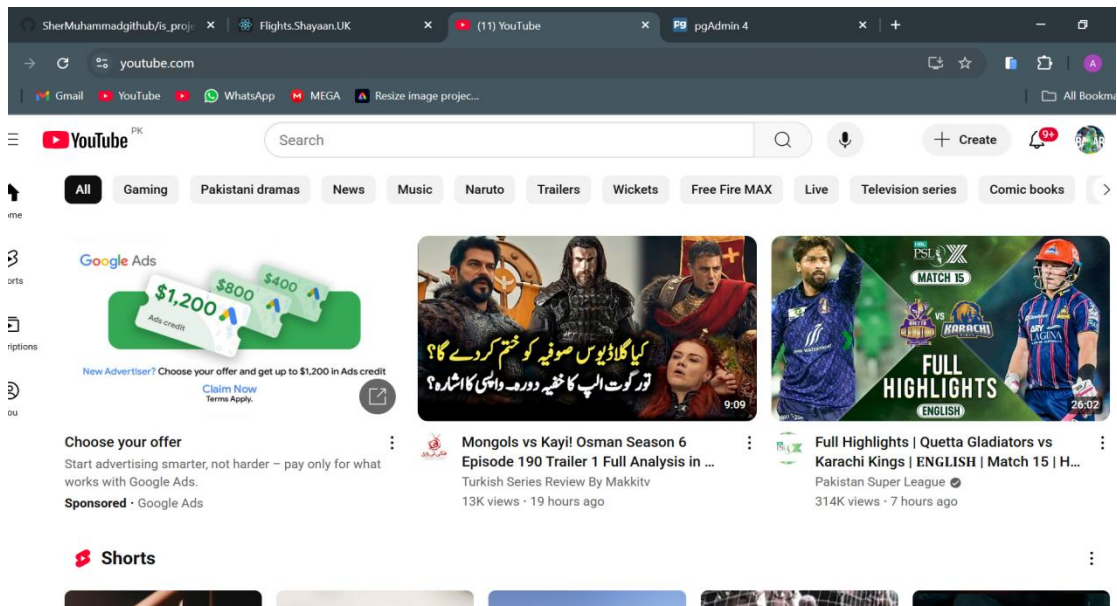 SherMuhammadgithub/is_proje
Flights.Shayaan.UK
(11) YouTube
pgAdmin 4
youtube.com
Gmail
YouTube
WhatsApp
MEGA
Resize image projec...
All Bookma
YouTube PK
Search
Create
9+
All
Gaming
Pakistani dramas
News
Music
Naruto
Trailers
Wickets
Free Fire MAX
Live
Television series
Comic books
ome
orts
riptions
ou
Google Ads
$1,200
$800
$400
Ads credit
New Advertiser? Choose your offer and get up to $1,200 in Ads credit
Claim Now
Terms Apply.
Choose your offer
Start advertising smarter, not harder – pay only for what
works with Google Ads.
Sponsored · Google Ads
کیا گلاڈیوس صوفیہ کو ختم کردے گا؟
تورگوت الپ کا خفیہ دورہ۔ واپسی کا اشارہ؟
9:09
Mongols vs Kayi! Osman Season 6
Episode 190 Trailer 1 Full Analysis in ...
Turkish Series Review By Makkitv
13K views · 19 hours ago
HBL
PSL X
MATCH 15
VS
KARACHI
ARY
LAGUNA
FULL
HIGHLIGHTS
ENGLISH
26:02
Full Highlights | Quetta Gladiators vs
Karachi Kings | ENGLISH | Match 15 | H...
Pakistan Super League
314K views · 7 hours ago
Shorts